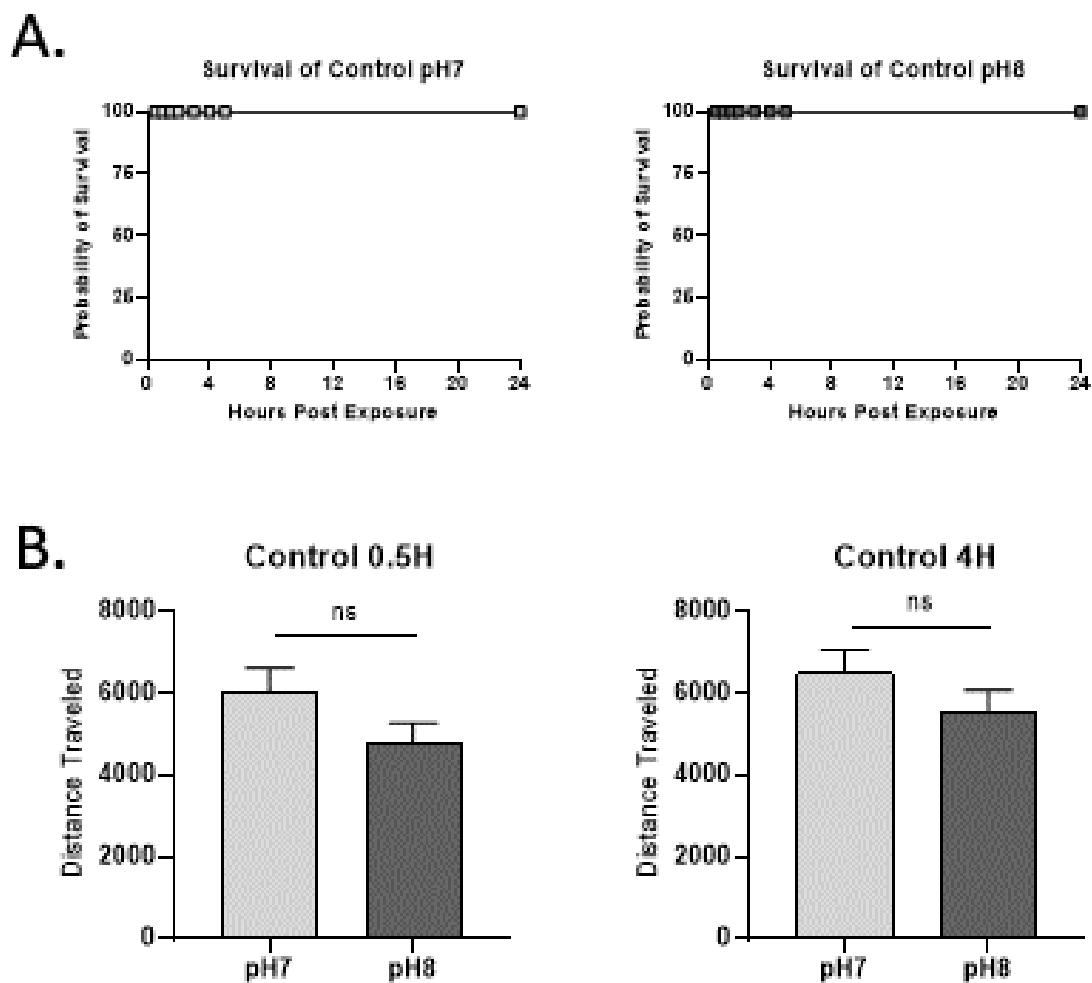 A.
Survival of Control pH7
Survival of Control pH8
Probability of Survival
100
75
50
25
0
0 4 8 12 16 20 24
Hours Post Exposure
Probability of Survival
100
75
50
25
0
0 4 8 12 16 20 24
Hours Post Exposure
B.
Control 0.5H
ns
Distance Traveled
8000
6000
4000
2000
0
pH7 pH8
Control 4H
ns
Distance Traveled
8000
6000
4000
2000
0
pH7 pH8